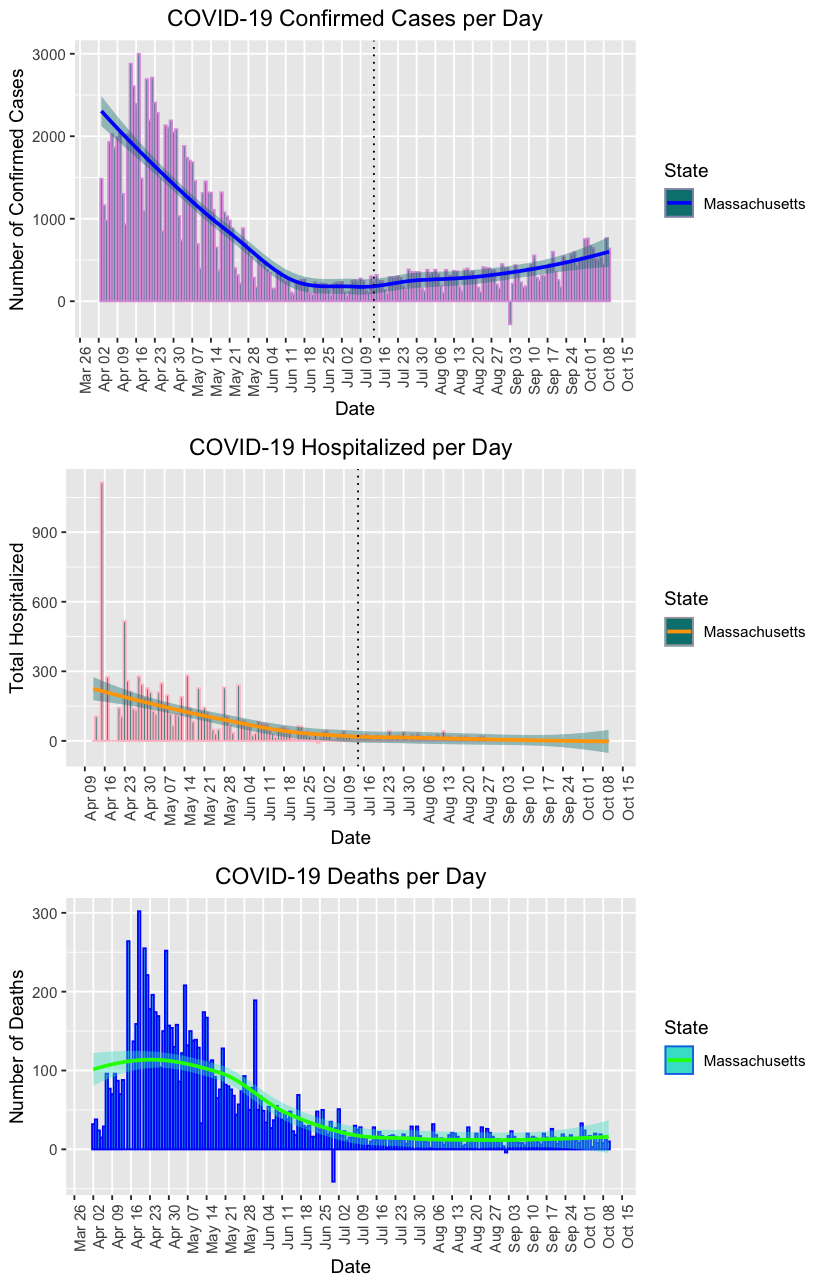 COVID-19 Confirmed Cases per Day
Number of Confirmed Cases
3000
2000
1000
0
Mar 26
Apr 02
Apr 09
Apr 16
Apr 23
Apr 30
May 07
May 14
May 21
May 28
Jun 04
Jun 11
Jun 18
Jun 25
Jul 02
Jul 09
Jul 16
Jul 23
Jul 30
Aug 06
Aug 13
Aug 20
Aug 27
Sep 03
Sep 10
Sep 17
Sep 24
Oct 01
Oct 08
Oct 15
Date
State
Massachusetts
COVID-19 Hospitalized per Day
Total Hospitalized
900
600
300
0
Apr 09
Apr 16
Apr 23
Apr 30
May 07
May 14
May 21
May 28
Jun 04
Jun 11
Jun 18
Jun 25
Jul 02
Jul 09
Jul 16
Jul 23
Jul 30
Aug 06
Aug 13
Aug 20
Aug 27
Sep 03
Sep 10
Sep 17
Sep 24
Oct 01
Oct 08
Oct 15
Date
State
Massachusetts
COVID-19 Deaths per Day
Number of Deaths
300
200
100
0
Mar 26
Apr 02
Apr 09
Apr 16
Apr 23
Apr 30
May 07
May 14
May 21
May 28
Jun 04
Jun 11
Jun 18
Jun 25
Jul 02
Jul 09
Jul 16
Jul 23
Jul 30
Aug 06
Aug 13
Aug 20
Aug 27
Sep 03
Sep 10
Sep 17
Sep 24
Oct 01
Oct 08
Oct 15
Date
State
Massachusetts